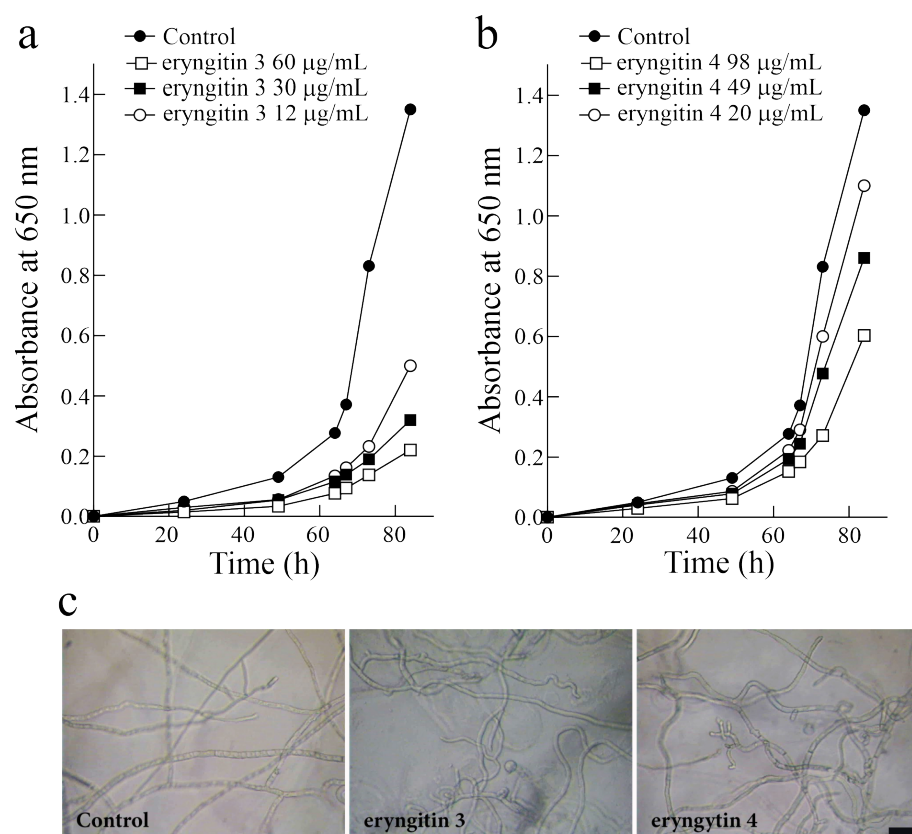 a
Control
eryngitin 3 60 µg/mL
eryngitin 3 30 µg/mL
eryngitin 3 12 µg/mL
Absorbance at 650 nm
1.4
1.2
1.0
0.8
0.6
0.4
0.2
0.0
0 20 40 60 80
Time (h)
b
Control
eryngitin 4 98 µg/mL
eryngitin 4 49 µg/mL
eryngitin 4 20 µg/mL
Absorbance at 650 nm
1.4
1.2
1.0
0.8
0.6
0.4
0.2
0.0
0 20 40 60 80
Time (h)
c
Control
eryngitin 3
eryngytin 4